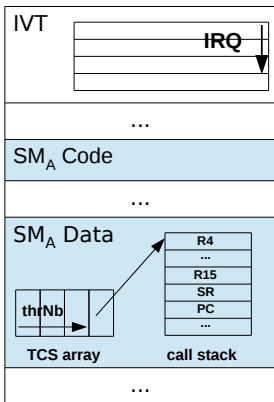 IVT
IRQ
...
SMA Code
...
SMA Data
R4
...
R15
SR
PC
...
thrNb
TCS array
call stack
...